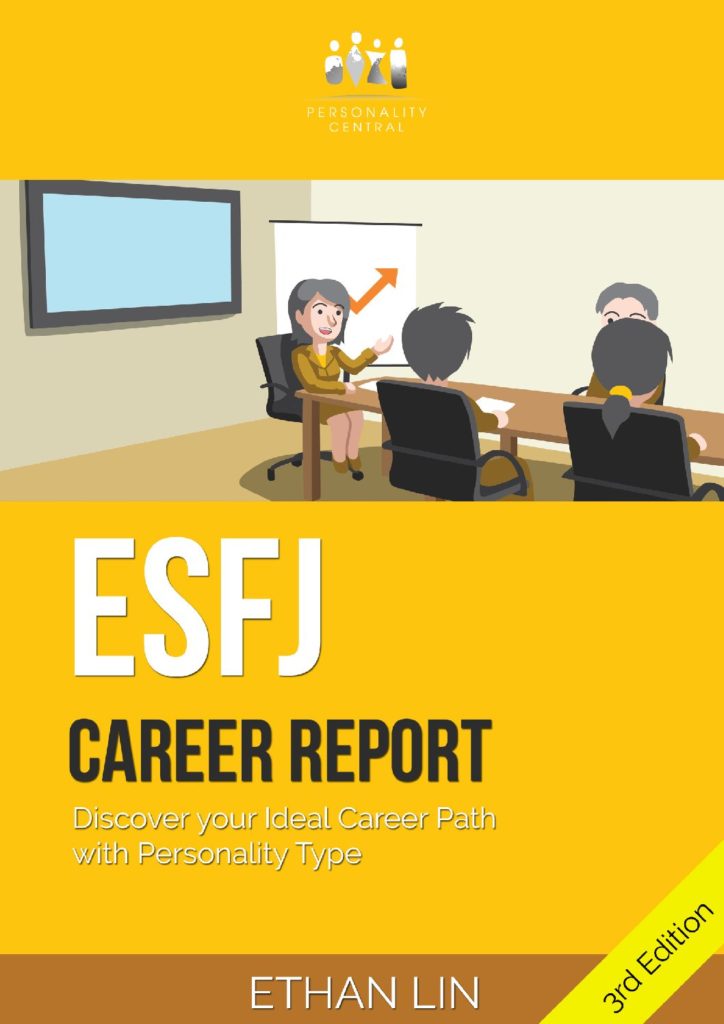 PERSONALITY
CENTRAL
ESFJ
CAREER REPORT
Discover your Ideal Career Path
with Personality Type
3rd Edition
ETHAN LIN